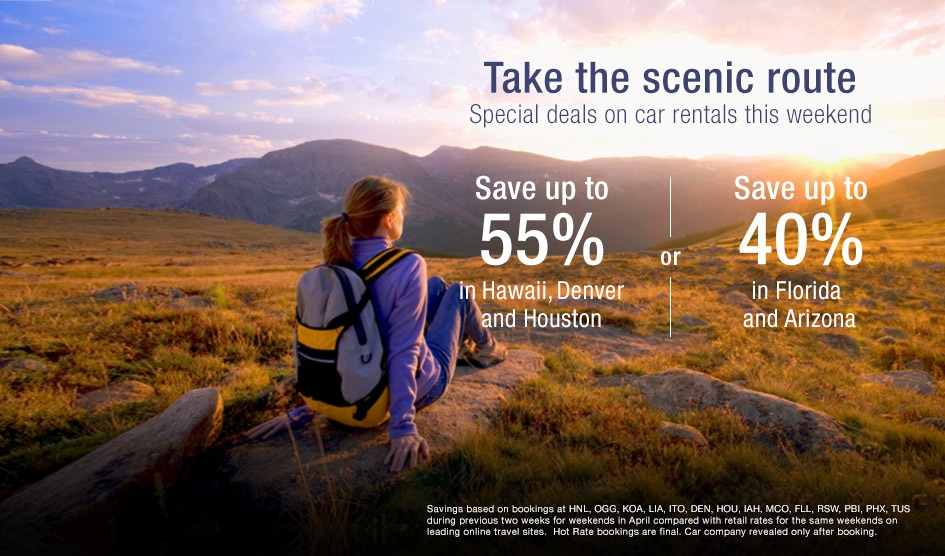 Take the scenic route
Special deals on car rentals this weekend
Save up to
55%
in Hawaii, Denver
and Houston
or
Save up to
40%
in Florida
and Arizona
Savings based on bookings at HNL, OGG, KOA, LIA, ITO, DEN, HOU, IAH, MCO, FLL, RSW, PBI, PHX, TUS
during previous two weeks for weekends in April compared with retail rates for the same weekends on
leading online travel sites.  Hot Rate bookings are final. Car company revealed only after booking.